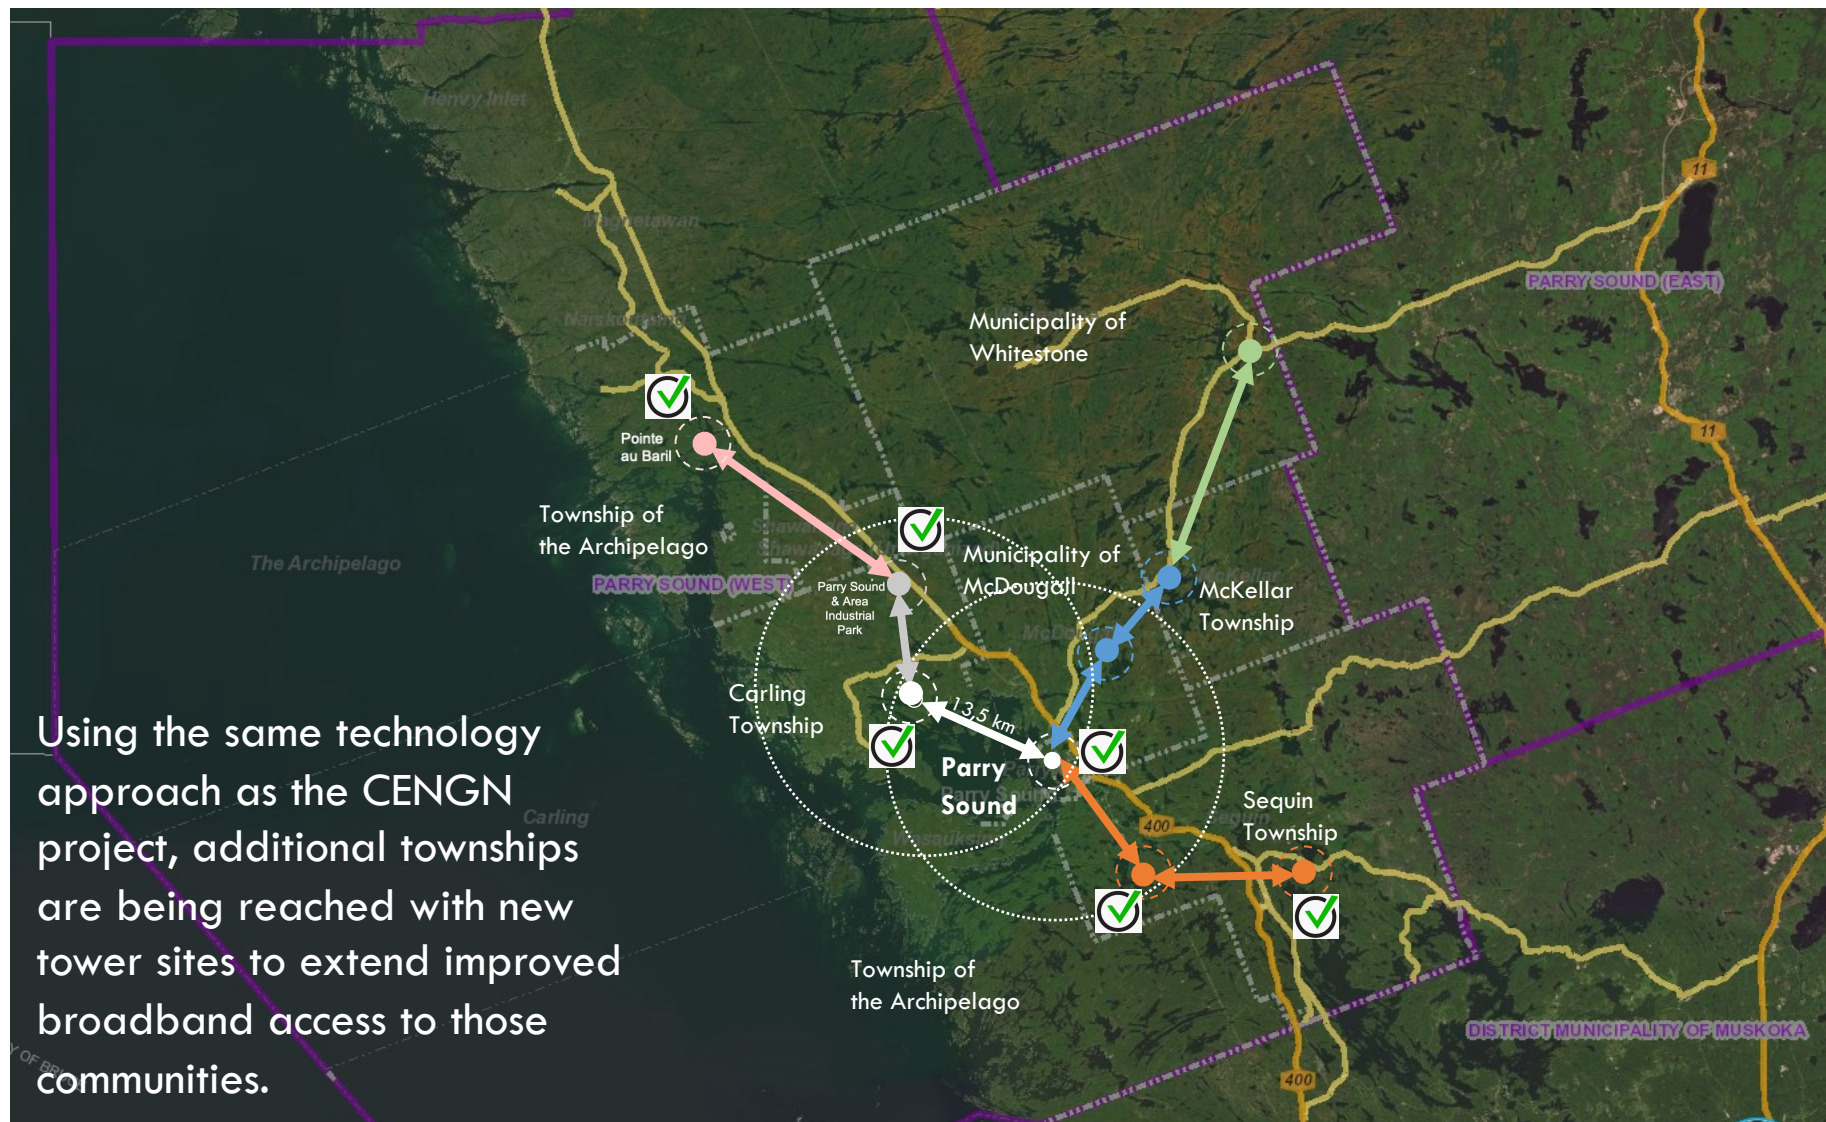 Henvy Inlet
11
Magnetawan
PARRY SOUND (EAST)
Municipality of
Whitestone
11
Pointe
au Baril
Township of
the Archipelago
The Archipelago
PARRY SOUND (WEST)
Municipality of
McDougall
Parry Sound
& Area
Industrial
Park
McKellar
Township
Carling
Township
13,5 km
Parry
Sound
Parry Sound
Sequin
Township
400
Carling
Using the same technology
approach as the CENGN
project, additional townships
are being reached with new
tower sites to extend improved
broadband access to those
communities.
Township of
the Archipelago
DISTRICT MUNICIPALITY OF MUSKOKA
400